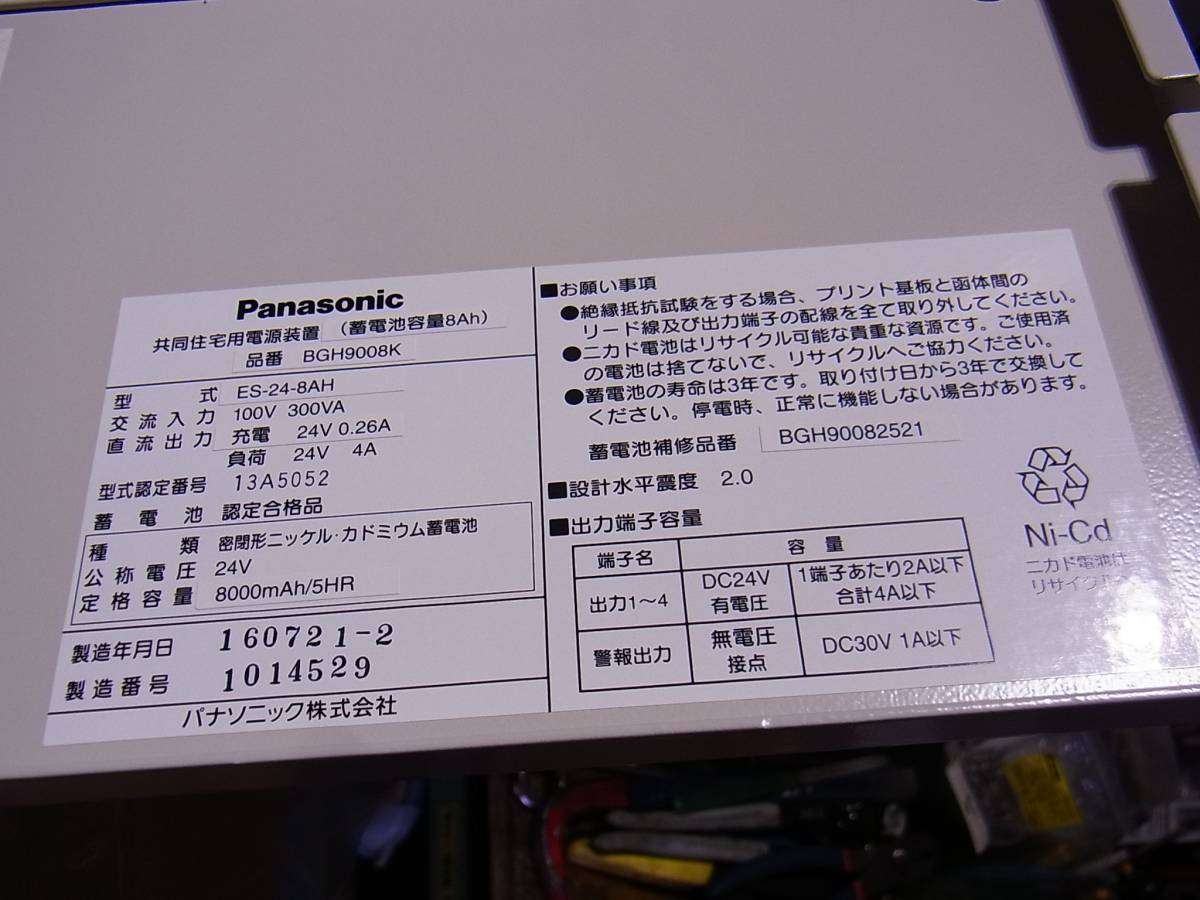 Panasonic
共同住宅用電源装置 (蓄電池容量8Ah)
品番 BGH9008K
型式 ES-24-8AH
交流入力 100V 300VA
直流出力 充電 24V 0.26A
負荷 24V 4A
型式認定番号 13A5052
蓄電池 認定合格品
種類 密閉形ニッケル・カドミウム蓄電池
公称電圧 24V
定格容量 8000mAh/5HR
製造年月日 160721-2
製造番号 1014529
パナソニック株式会社
■お願い事項
●絶縁抵抗試験をする場合、プリント基板と函体間の
リード線及び出力端子の配線を全て取り外してください。
●ニカド電池はリサイクル可能な貴重な資源です。ご使用済
の電池は捨てないで、リサイクルへご協力ください。
●蓄電池の寿命は3年です。取り付け日から3年で交換して
ください。停電時、正常に機能しない場合があります。
蓄電池補修品番 BGH90082521
■設計水平震度 2.0
■出力端子容量
端子名 容量
出力1～4 DC24V 有電圧 1端子あたり2A以下 合計4A以下
警報出力 無電圧 接点 DC30V 1A以下
Ni-Cd
ニカド電池は
リサイクル